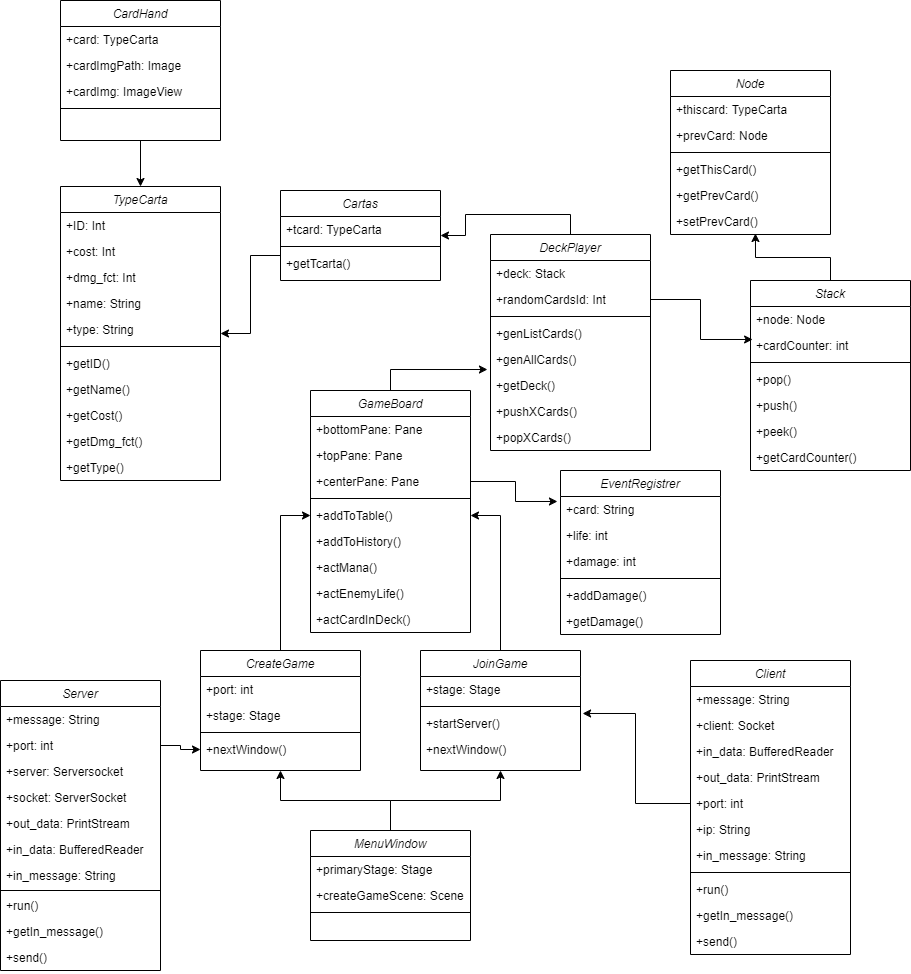 CardHand
+card: TypeCarta
+cardImgPath: Image
+cardImg: ImageView
Node
+thiscard: TypeCarta
+prevCard: Node
+getThisCard()
+getPrevCard()
+setPrevCard()
TypeCarta
+ID: Int
+cost: Int
+dmg_fct: Int
+name: String
+type: String
+getID()
+getName()
+getCost()
+getDmg_fct()
+getType()
Cartas
+tcard: TypeCarta
+getTcarta()
DeckPlayer
+deck: Stack
+randomCardsId: Int
+genListCards()
+genAllCards()
+getDeck()
+pushXCards()
+popXCards()
Stack
+node: Node
+cardCounter: int
+pop()
+push()
+peek()
+getCardCounter()
GameBoard
+bottomPane: Pane
+topPane: Pane
+centerPane: Pane
+addToTable()
+addToHistory()
+actMana()
+actEnemyLife()
+actCardInDeck()
EventRegistrer
+card: String
+life: int
+damage: int
+addDamage()
+getDamage()
CreateGame
+port: int
+stage: Stage
+nextWindow()
JoinGame
+stage: Stage
+startServer()
+nextWindow()
Server
+message: String
+port: int
+server: Serversocket
+socket: ServerSocket
+out_data: PrintStream
+in_data: BufferedReader
+in_message: String
+run()
+getIn_message()
+send()
Client
+message: String
+client: Socket
+in_data: BufferedReader
+out_data: PrintStream
+port: int
+ip: String
+in_message: String
+run()
+getIn_message()
+send()
MenuWindow
+primaryStage: Stage
+createGameScene: Scene